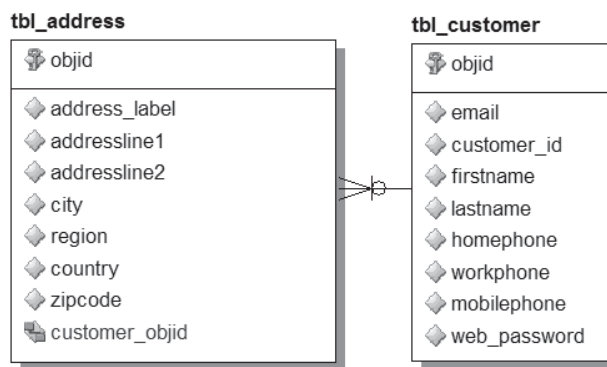 tbl_address
objid
address_label
addressline1
addressline2
city
region
country
zipcode
customer_objid
tbl_customer
objid
email
customer_id
firstname
lastname
homephone
workphone
mobilephone
web_password